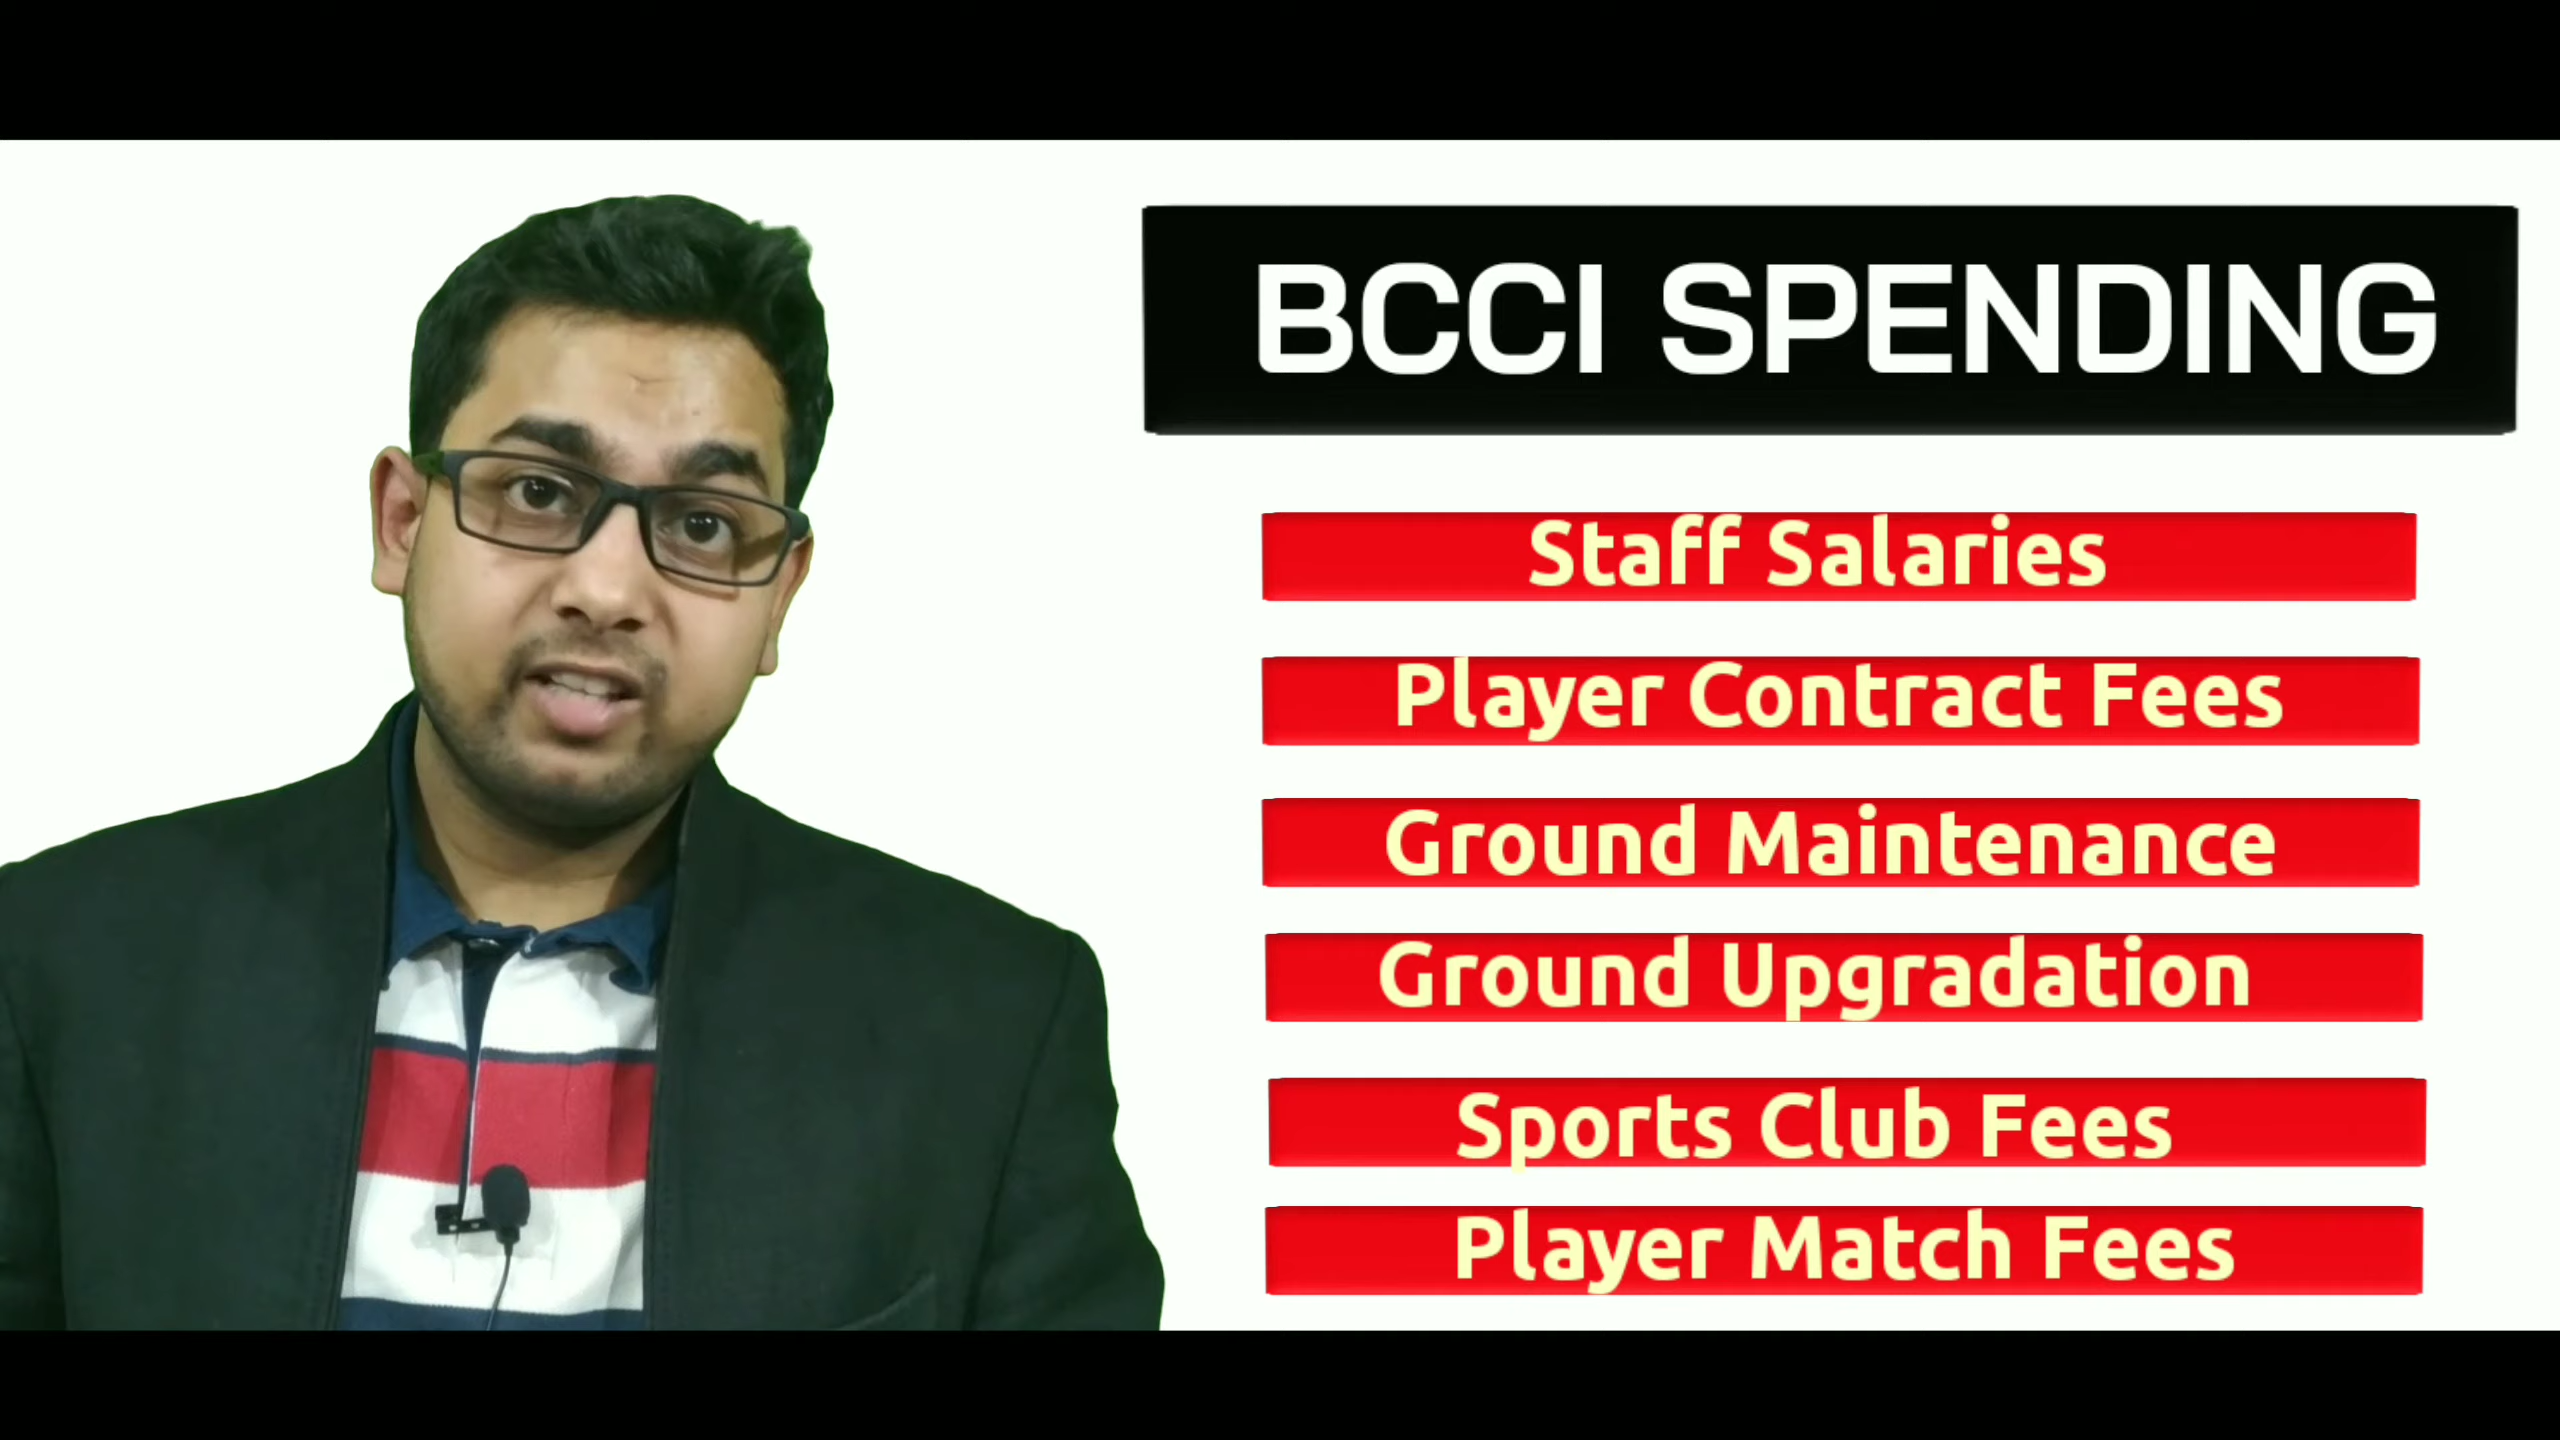 BCCI SPENDING
Staff Salaries
Player Contract Fees
Ground Maintenance
Ground Upgradation
Sports Club Fees
Player Match Fees